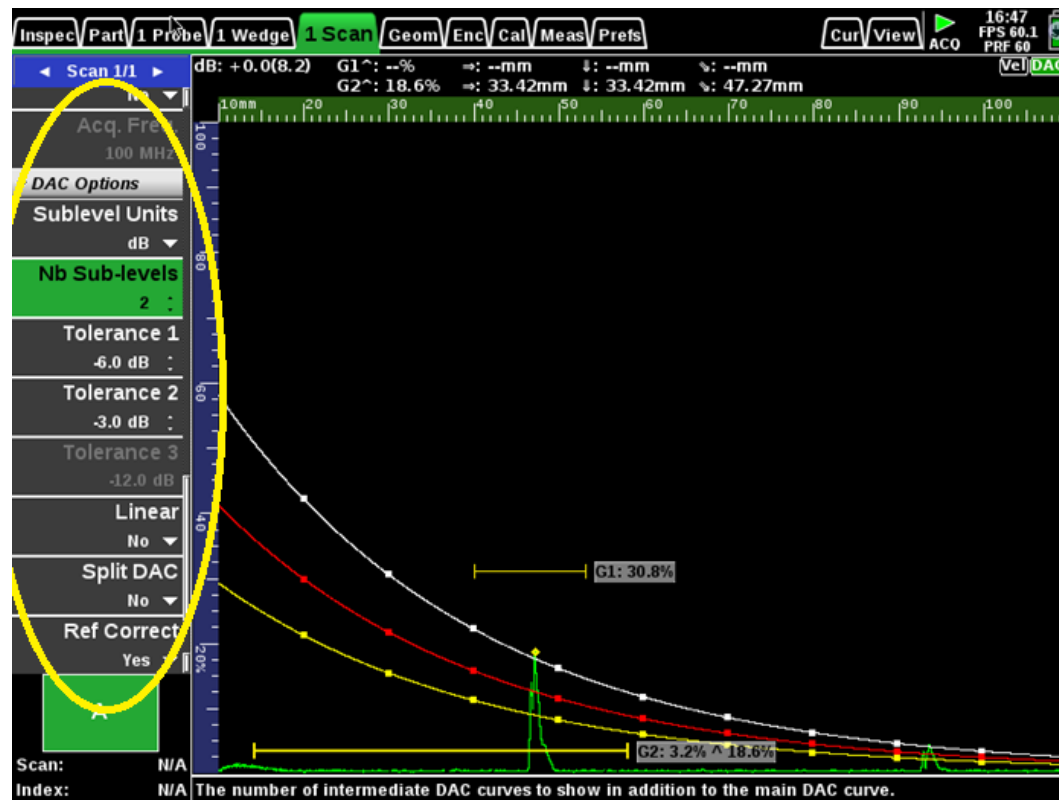 Inspec Part 1 Probe 1 Wedge 1 Scan Geom Enc Cal Meas Prefs Cur View ACQ 16:47
FPS 60.1
PRF 60
Scan 1/1
dB: +0.0(8.2) G1^: --% ⇒: --mm ⇓: --mm ⇘: --mm Vel DAC
G2^: 18.6% ⇒: 33.42mm ⇓: 33.42mm ⇘: 47.27mm
No
10mm 20 30 40 50 60 70 80 90 100
Acq. Freq.
100 MHz
DAC Options
Sublevel Units
dB
Nb Sub-levels
2
Tolerance 1
-6.0 dB
Tolerance 2
-3.0 dB
Tolerance 3
-12.0 dB
Linear
No
Split DAC
No
Ref Correct
Yes
A
100
80
60
40
20%
G1: 30.8%
G2: 3.2% ^ 18.6%
Scan: N/A
Index: N/A
The number of intermediate DAC curves to show in addition to the main DAC curve.